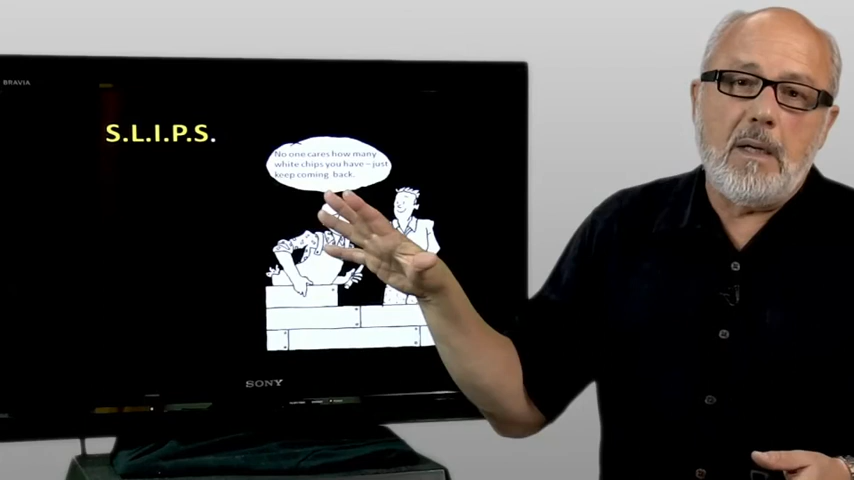 BRAVIA
S.L.I.P.S.
No one cares how many
white chips you have – just
keep coming back.
SONY